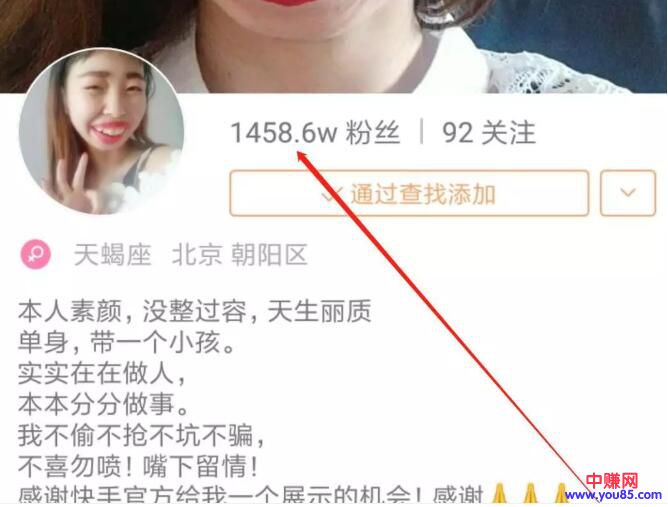 1458.6w 粉丝 | 92 关注
通过查找添加
天蝎座 北京 朝阳区
本人素颜，没整过容，天生丽质
单身，带一个小孩。
实实在在做人，
本本分分做事。
我不偷不抢不坑不骗，
不喜勿喷！嘴下留情！
感谢快手官方给我一个展示的机会！感谢🙏🙏🙏
中赚网
www.you85.com